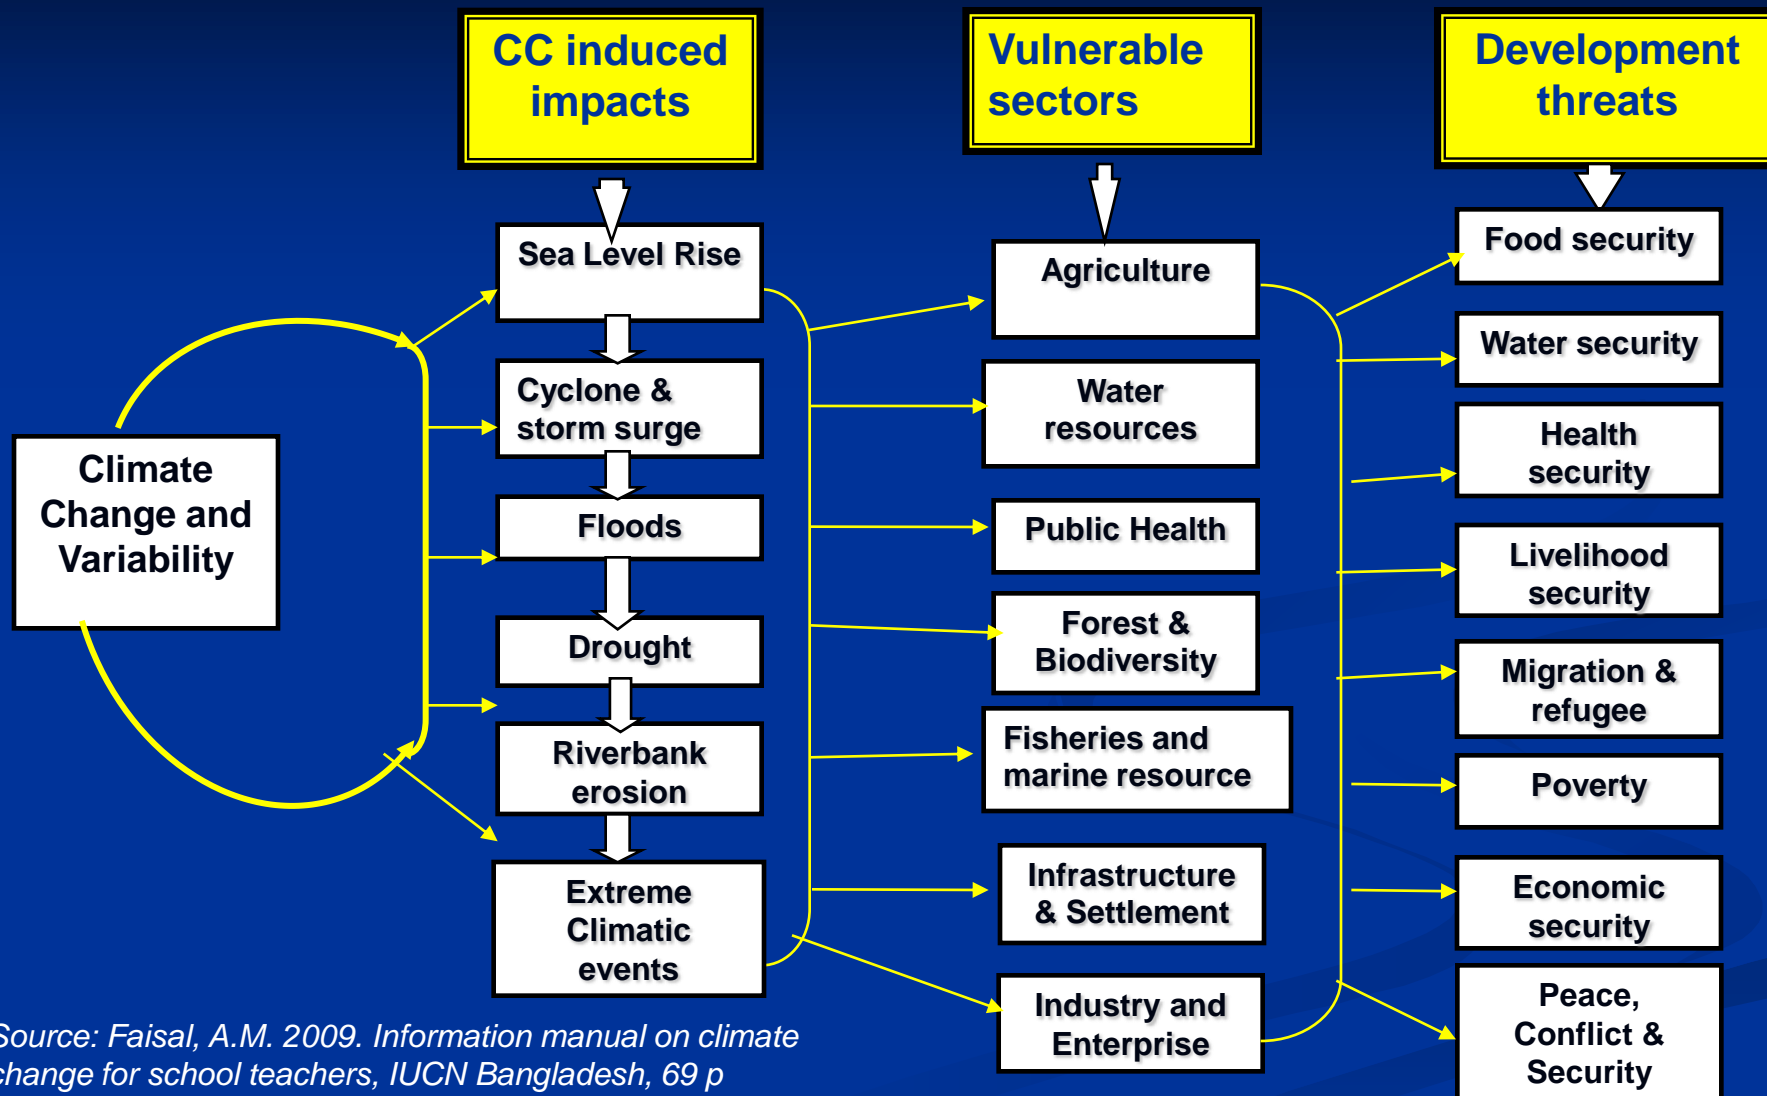 CC induced
impacts
Vulnerable
sectors
Development
threats
Climate
Change and
Variability
Sea Level Rise
Cyclone &
storm surge
Floods
Drought
Riverbank
erosion
Extreme
Climatic
events
Agriculture
Water
resources
Public Health
Forest &
Biodiversity
Fisheries and
marine resource
Infrastructure
& Settlement
Industry and
Enterprise
Food security
Water security
Health
security
Livelihood
security
Migration &
refugee
Poverty
Economic
security
Peace,
Conflict &
Security
Source: Faisal, A.M. 2009. Information manual on climate
change for school teachers, IUCN Bangladesh, 69 p